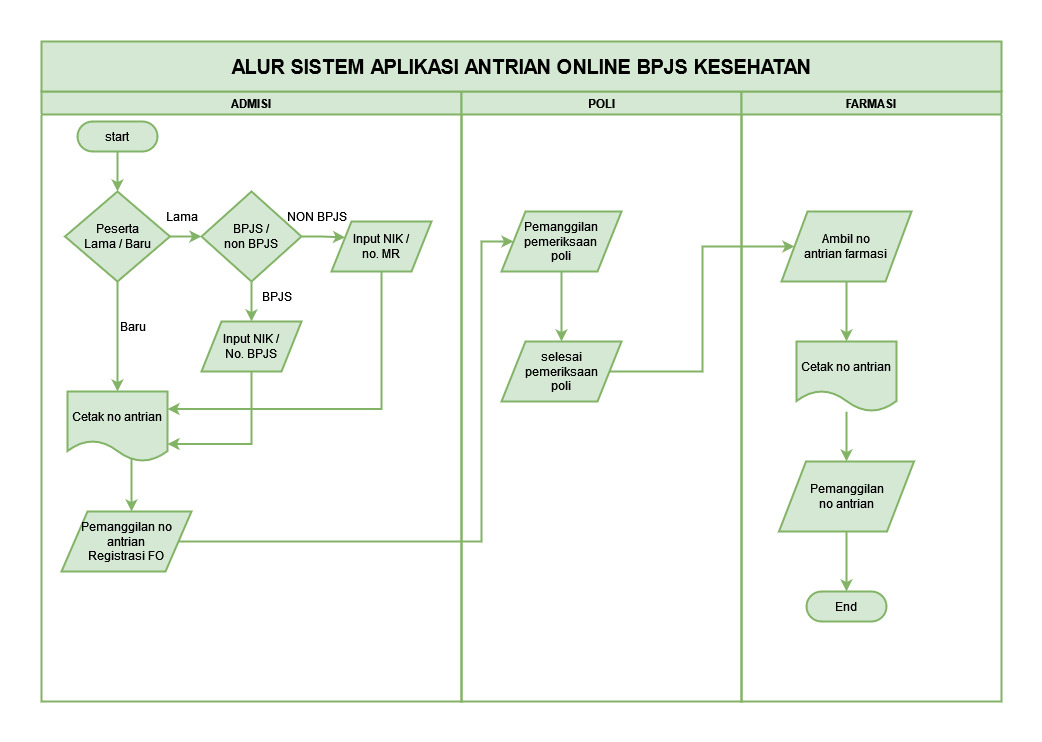 ALUR SISTEM APLIKASI ANTRIAN ONLINE BPJS KESEHATAN
ADMISI
POLI
FARMASI
start
Peserta
Lama / Baru
Lama
BPJS /
non BPJS
NON BPJS
Input NIK /
no. MR
BPJS
Input NIK /
No. BPJS
Baru
Cetak no antrian
Pemanggilan no
antrian
Registrasi FO
Pemanggilan
pemeriksaan
poli
selesai
pemeriksaan
poli
Ambil no
antrian farmasi
Cetak no antrian
Pemanggilan
no antrian
End